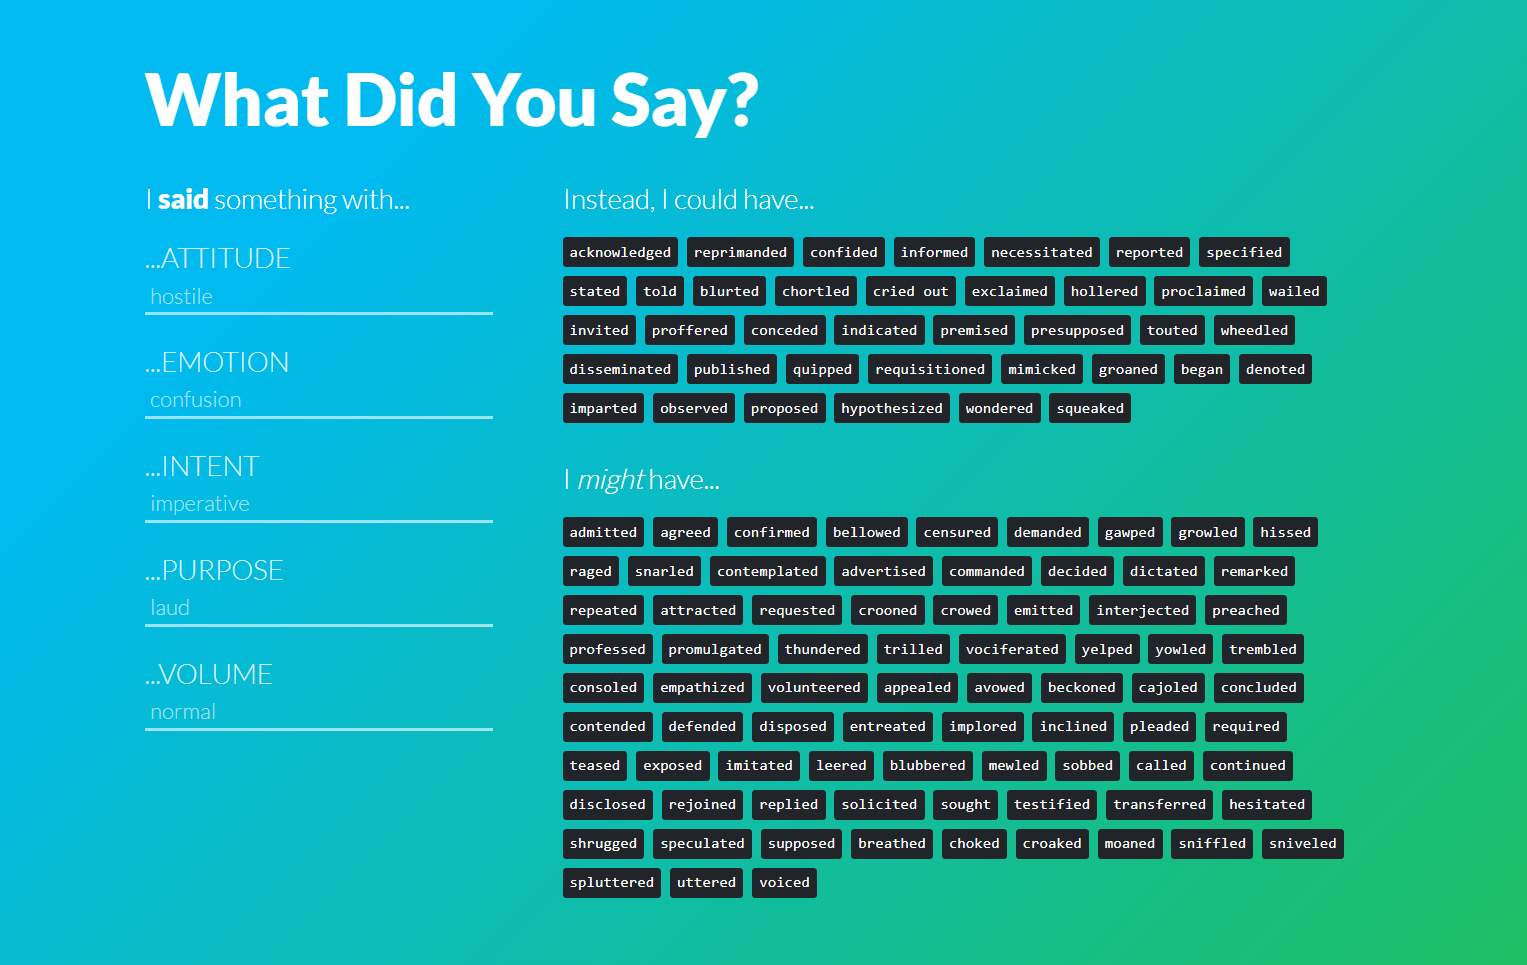 What Did You Say?
I said something with...
...ATTITUDE
hostile
...EMOTION
confusion
...INTENT
imperative
...PURPOSE
laud
...VOLUME
normal
Instead, I could have...
acknowledged reprimanded confided informed necessitated reported specified
stated told blurted chortled cried out exclaimed hollered proclaimed wailed
invited proffered conceded indicated premised presupposed touted wheedled
disseminated published quipped requisitioned mimicked groaned began denoted
imparted observed proposed hypothesized wondered squeaked
I might have...
admitted agreed confirmed bellowed censured demanded gawped growled hissed
raged snarled contemplated advertised commanded decided dictated remarked
repeated attracted requested crooned crowed emitted interjected preached
professed promulgated thundered trilled vociferated yelped yowled trembled
consoled empathized volunteered appealed avowed beckoned cajoled concluded
contended defended disposed entreated implored inclined pleaded required
teased exposed imitated leered blubbered mewled sobbed called continued
disclosed rejoined replied solicited sought testified transferred hesitated
shrugged speculated supposed breathed choked croaked moaned sniffled sniveled
spluttered uttered voiced